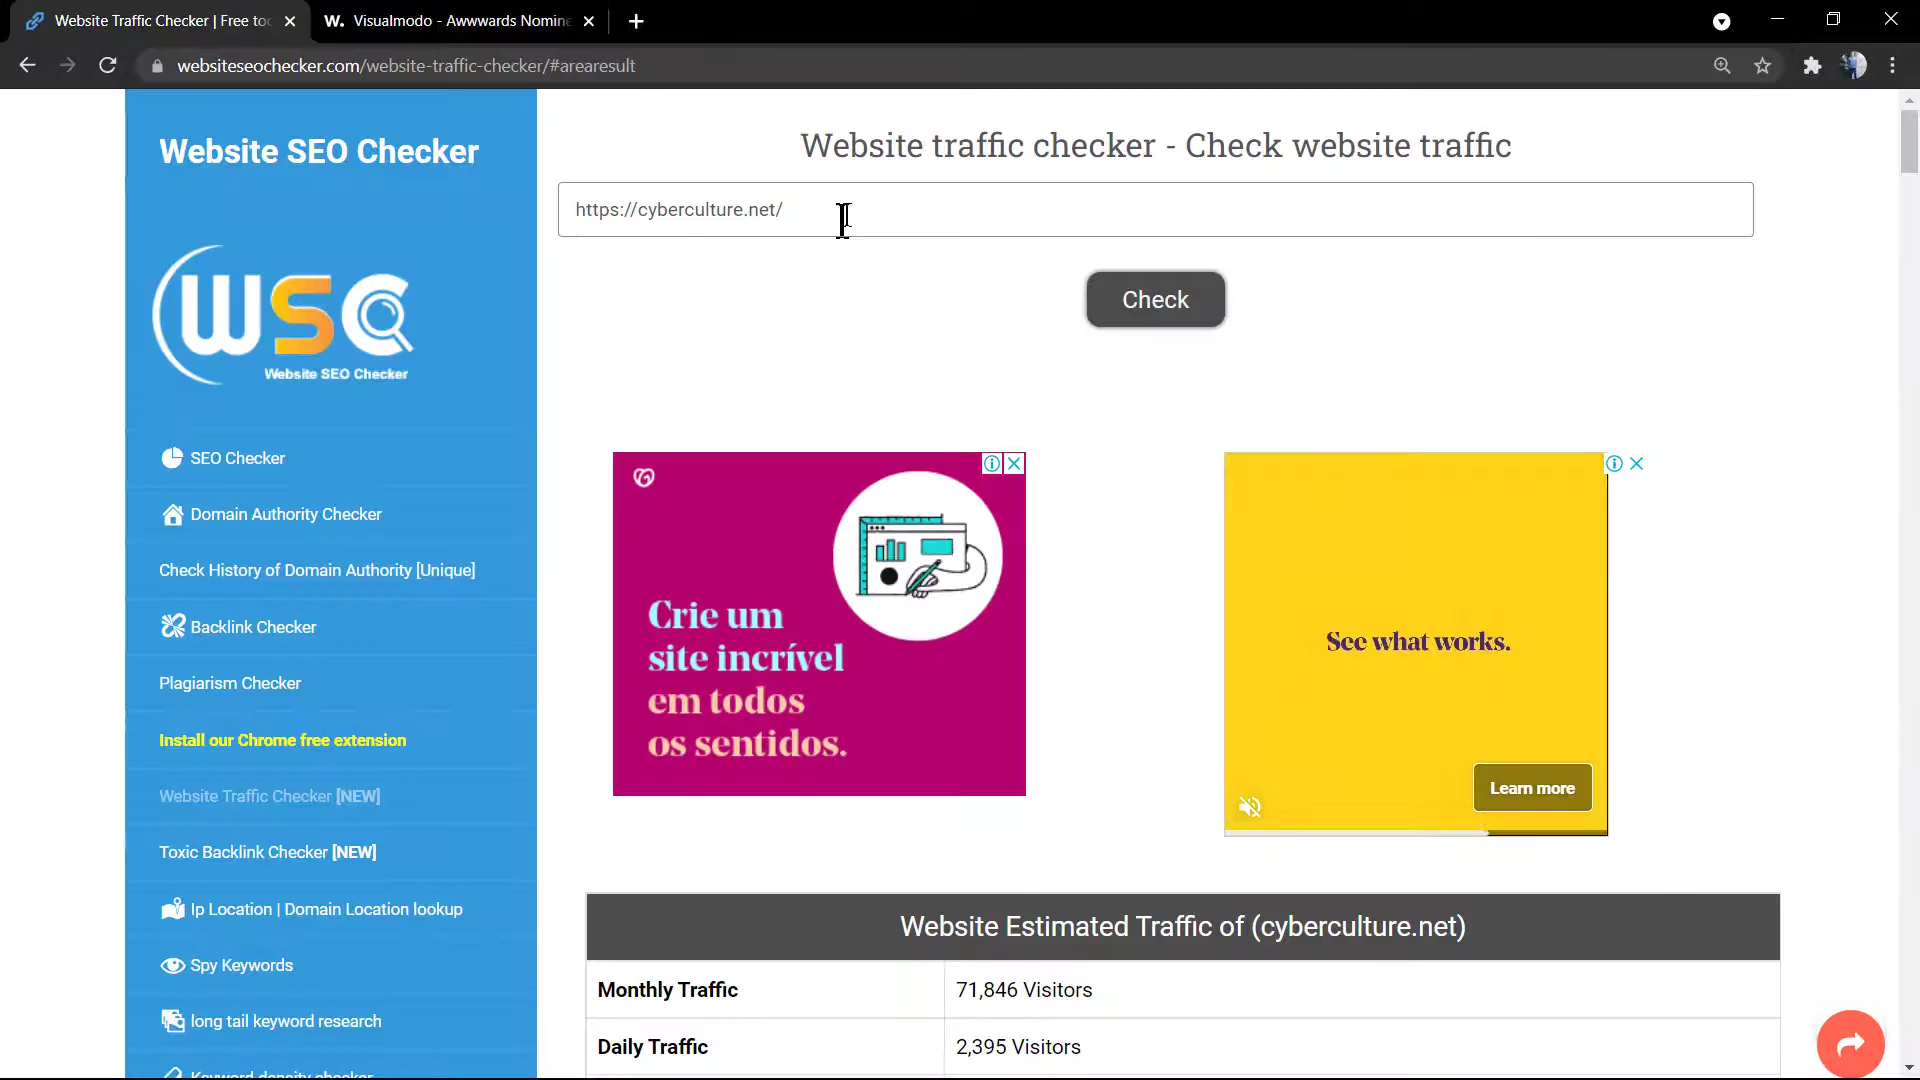 Website Traffic Checker | Free too
W. Visualmodo - Awwwards Nomine
websiteseochecker.com/website-traffic-checker/#arearesult
Website SEO Checker
WSC
Website SEO Checker
SEO Checker
Domain Authority Checker
Check History of Domain Authority [Unique]
Backlink Checker
Plagiarism Checker
Install our Chrome free extension
Website Traffic Checker [NEW]
Toxic Backlink Checker [NEW]
Ip Location | Domain Location lookup
Spy Keywords
long tail keyword research
Keyword density checker
Website traffic checker - Check website traffic
https://cyberculture.net/
Check
Crie um
site incrível
em todos
os sentidos.
See what works.
Learn more
Website Estimated Traffic of (cyberculture.net)
Monthly Traffic 71,846 Visitors
Daily Traffic 2,395 Visitors